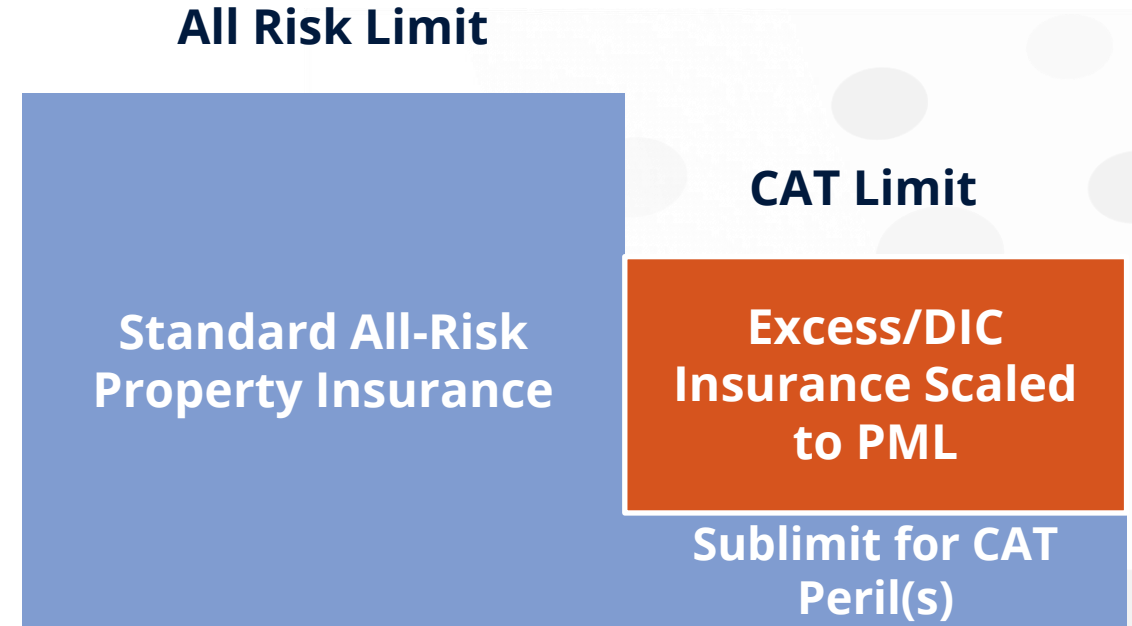 All Risk Limit
CAT Limit
Standard All-Risk
Property Insurance
Excess/DIC
Insurance Scaled
to PML
Sublimit for CAT
Peril(s)